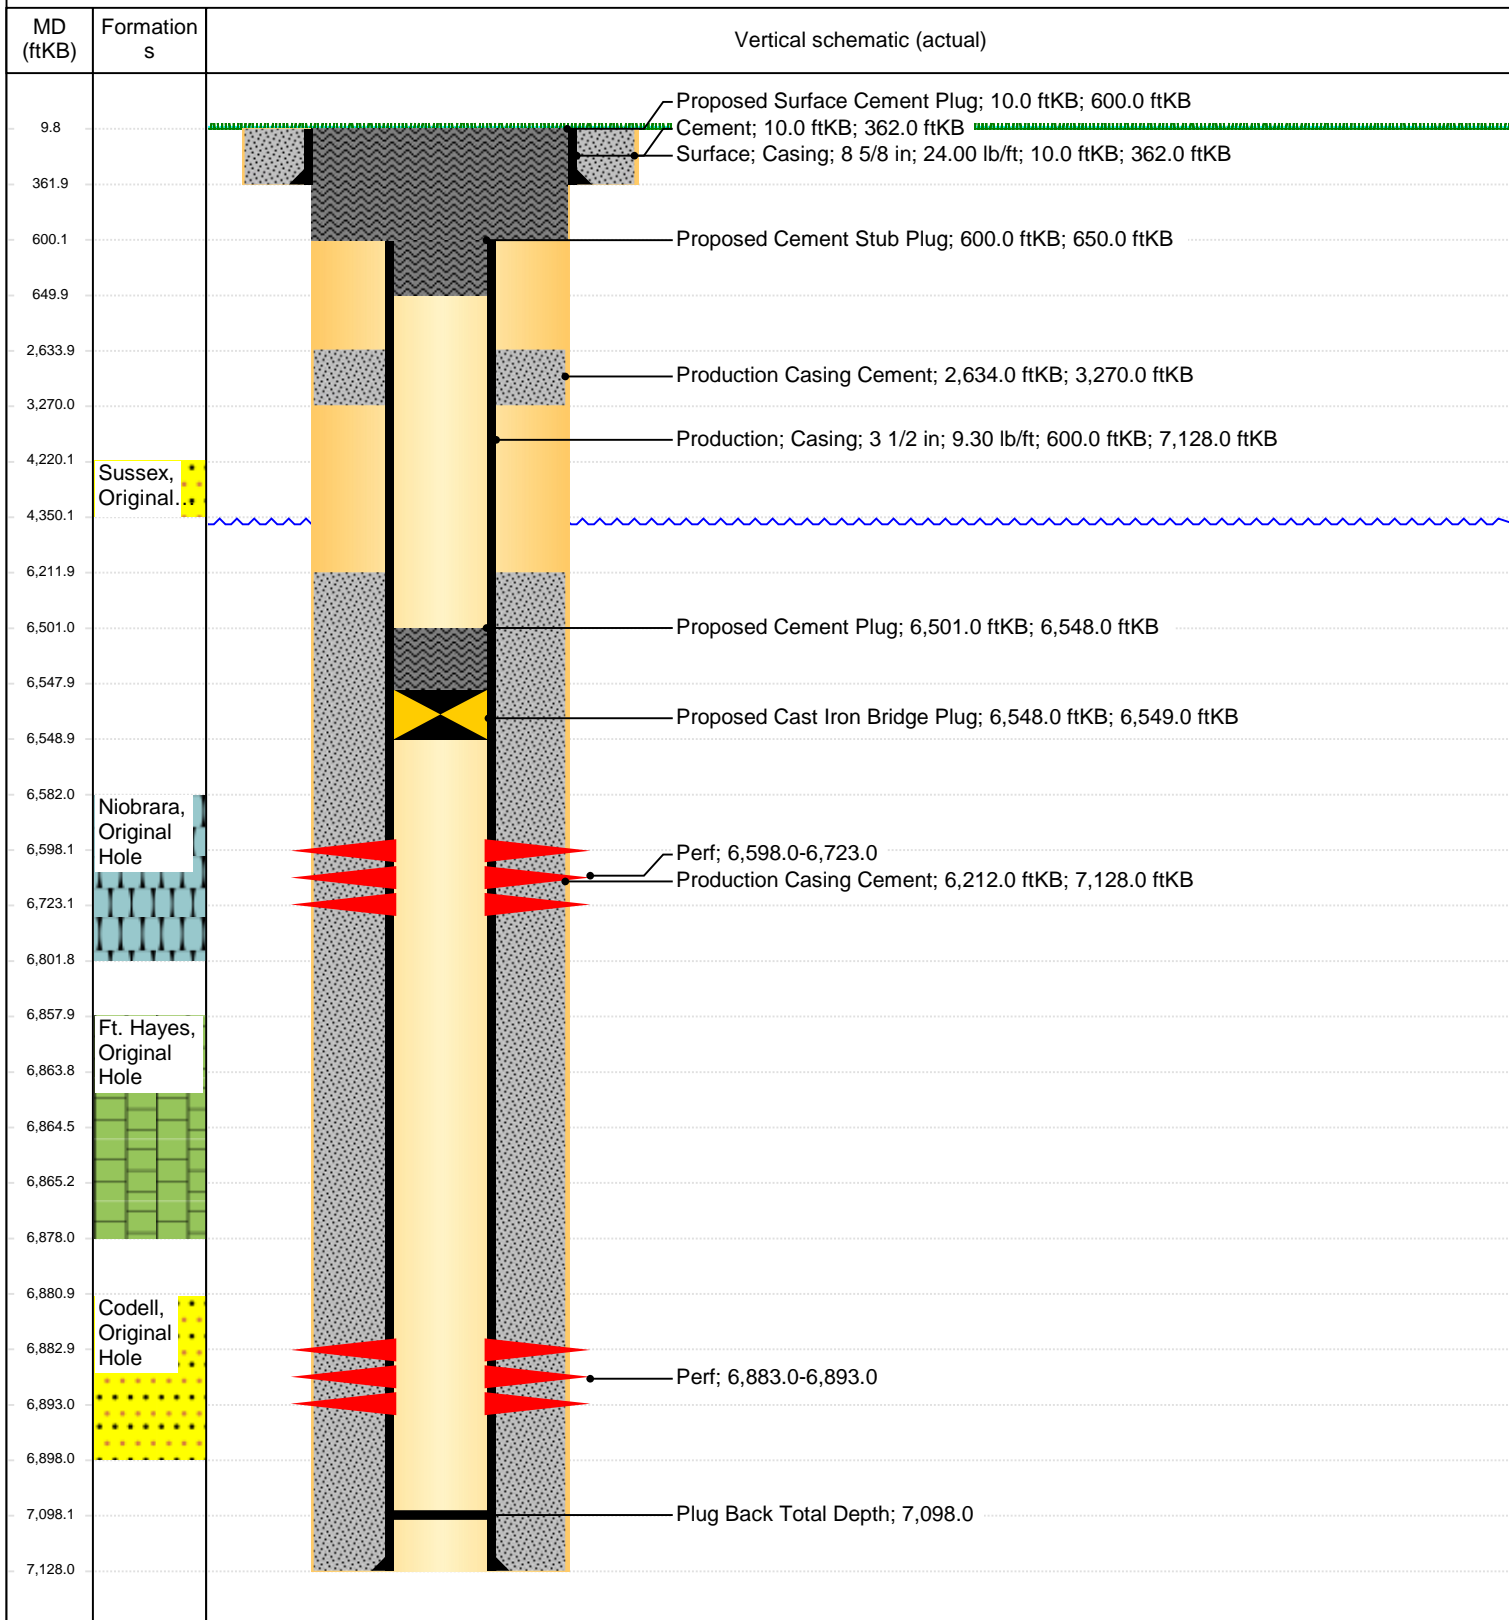 MD
(ftKB)
Formation
s
Vertical schematic (actual)
Proposed Surface Cement Plug; 10.0 ftKB; 600.0 ftKB
9.8
Cement; 10.0 ftKB; 362.0 ftKB
Surface; Casing; 8 5/8 in; 24.00 lb/ft; 10.0 ftKB; 362.0 ftKB
361.9
600.1
Proposed Cement Stub Plug; 600.0 ftKB; 650.0 ftKB
649.9
2,633.9
Production Casing Cement; 2,634.0 ftKB; 3,270.0 ftKB
3,270.0
Production; Casing; 3 1/2 in; 9.30 lb/ft; 600.0 ftKB; 7,128.0 ftKB
4,220.1
Sussex,
Original...
4,350.1
6,211.9
6,501.0
Proposed Cement Plug; 6,501.0 ftKB; 6,548.0 ftKB
6,547.9
Proposed Cast Iron Bridge Plug; 6,548.0 ftKB; 6,549.0 ftKB
6,548.9
6,582.0
Niobrara,
Original
Hole
6,598.1
Perf; 6,598.0-6,723.0
Production Casing Cement; 6,212.0 ftKB; 7,128.0 ftKB
6,723.1
6,801.8
6,857.9
Ft. Hayes,
Original
Hole
6,863.8
6,864.5
6,865.2
6,878.0
6,880.9
Codell,
Original
Hole
6,882.9
Perf; 6,883.0-6,893.0
6,893.0
6,898.0
7,098.1
Plug Back Total Depth; 7,098.0
7,128.0